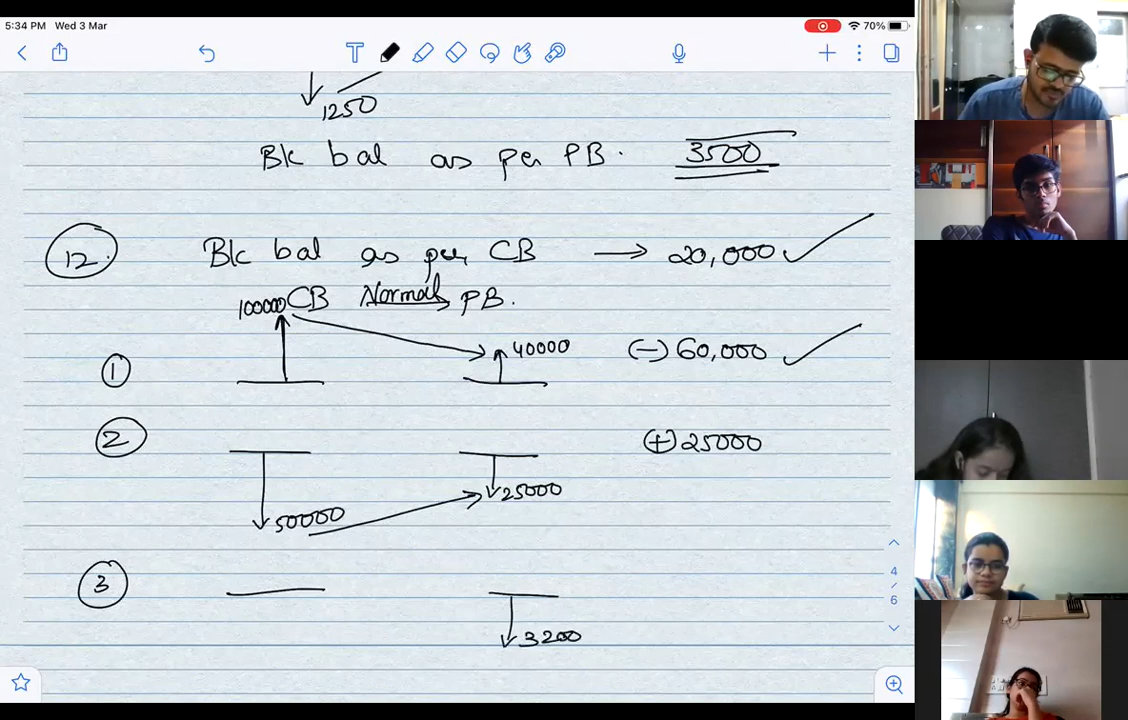 5:34 PM Wed 3 Mar
70%
T
1250
Bk bal as per PB. 3500
12. Bk bal as per CB → 20,000 ✓
CB Normal PB.
100000
1 40000 (-) 60,000 ✓
2 (+) 25000
50000 25000
3
3200
4
/
6